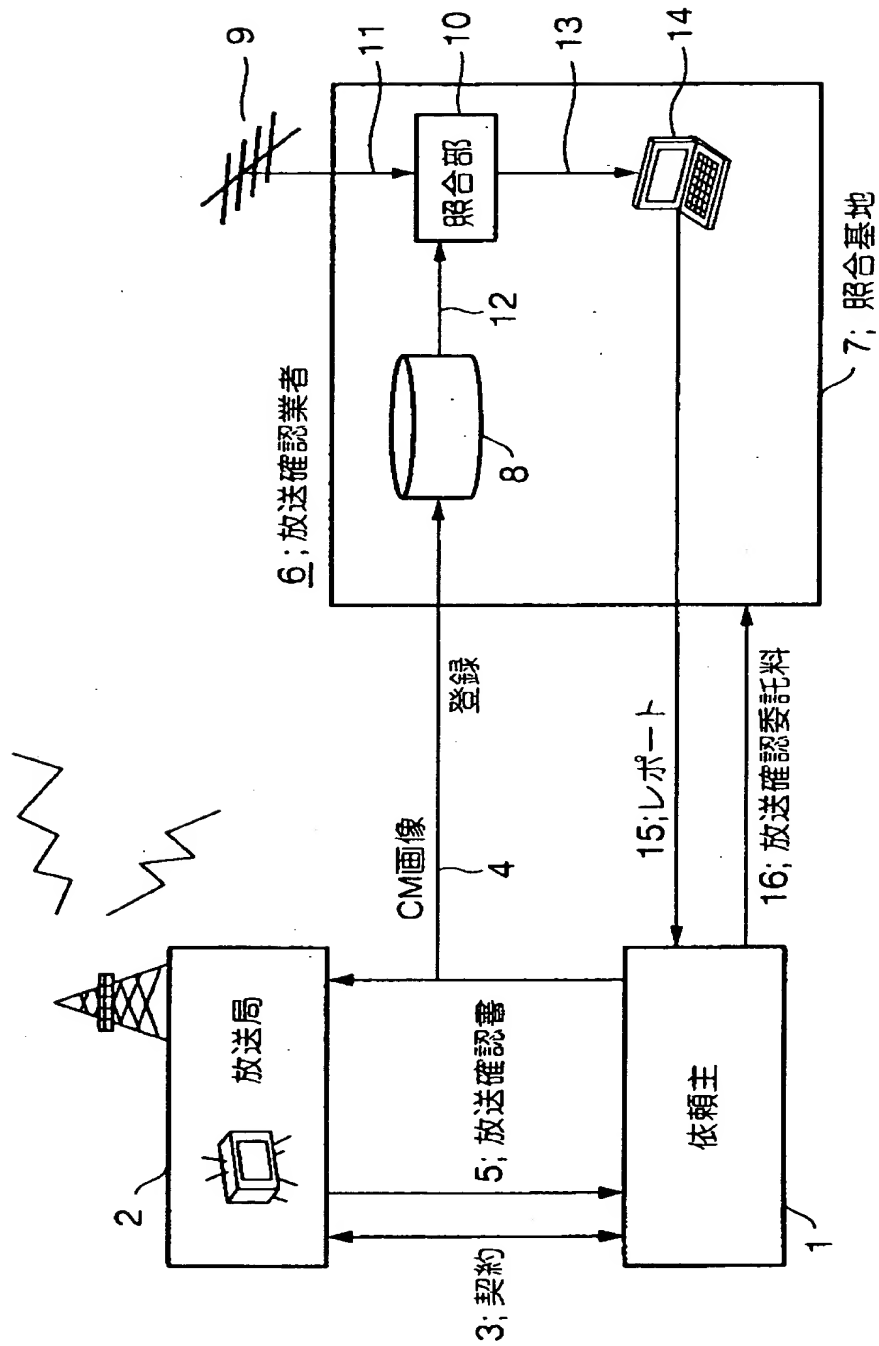 2
9
放送局
6;放送確認業者
11
CM画像
10
照合部
登録
3;契約
5;放送確認書
4
12
8
13
15;レポート
14
依頼主
16;放送確認委託料
1
7;照合基地